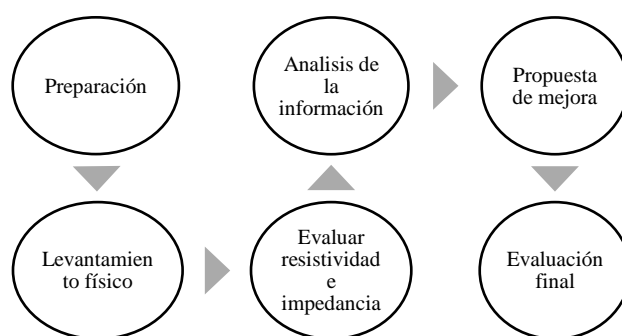 Preparación
Levantamien
to físico
Evaluar
resistividad
e
impedancia
Analisis de
la
información
Propuesta
de mejora
Evaluación
final